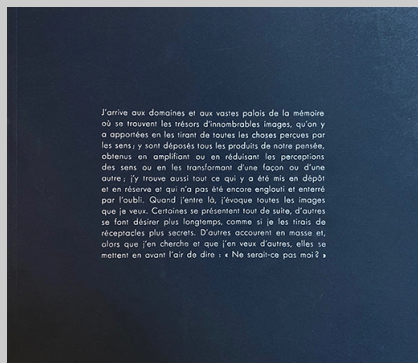 J'arrive aux domaines et aux vastes palais de la mémoire
où se trouvent les trésors d'innombrables images, qu'on y
a apportées en les tirant de toutes les choses perçues par
les sens ; y sont déposés tous les produits de notre pensée,
obtenus en amplifiant ou en réduisant les perceptions
des sens ou en les transformant d'une façon ou d'une
autre ; j'y trouve aussi tout ce qui y a été mis en dépôt
et en réserve et qui n'a pas été encore englouti et enterré
par l'oubli. Quand j'entre là, j'évoque toutes les images
que je veux. Certaines se présentent tout de suite, d'autres
se font désirer plus longtemps, comme si je les tirais de
réceptacles plus secrets. D'autres accourent en masse et,
alors que j'en cherche et que j'en veux d'autres, elles se
mettent en avant l'air de dire : « Ne serait-ce pas moi ? »